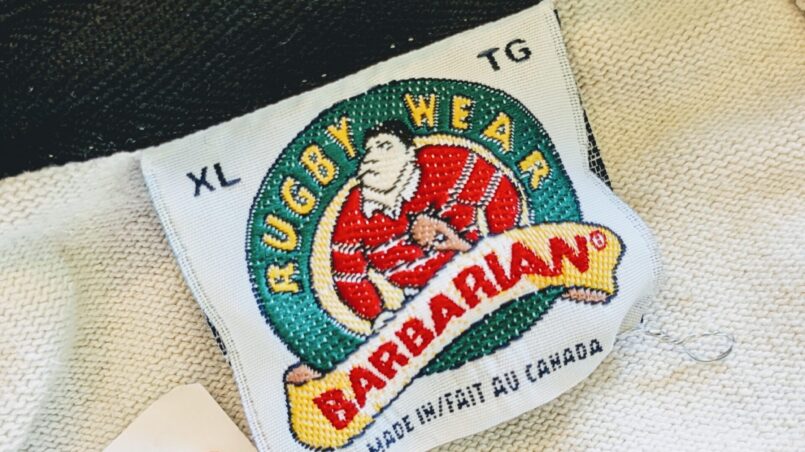 XL
TG
RUGBY WEAR
BARBARIAN®
MADE IN/FAIT AU CANADA